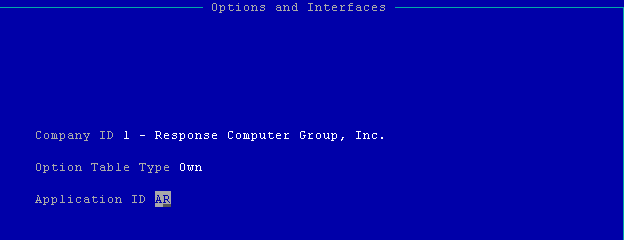 Options and Interfaces
Company ID 1 - Response Computer Group, Inc.
Option Table Type Own
Application ID AR